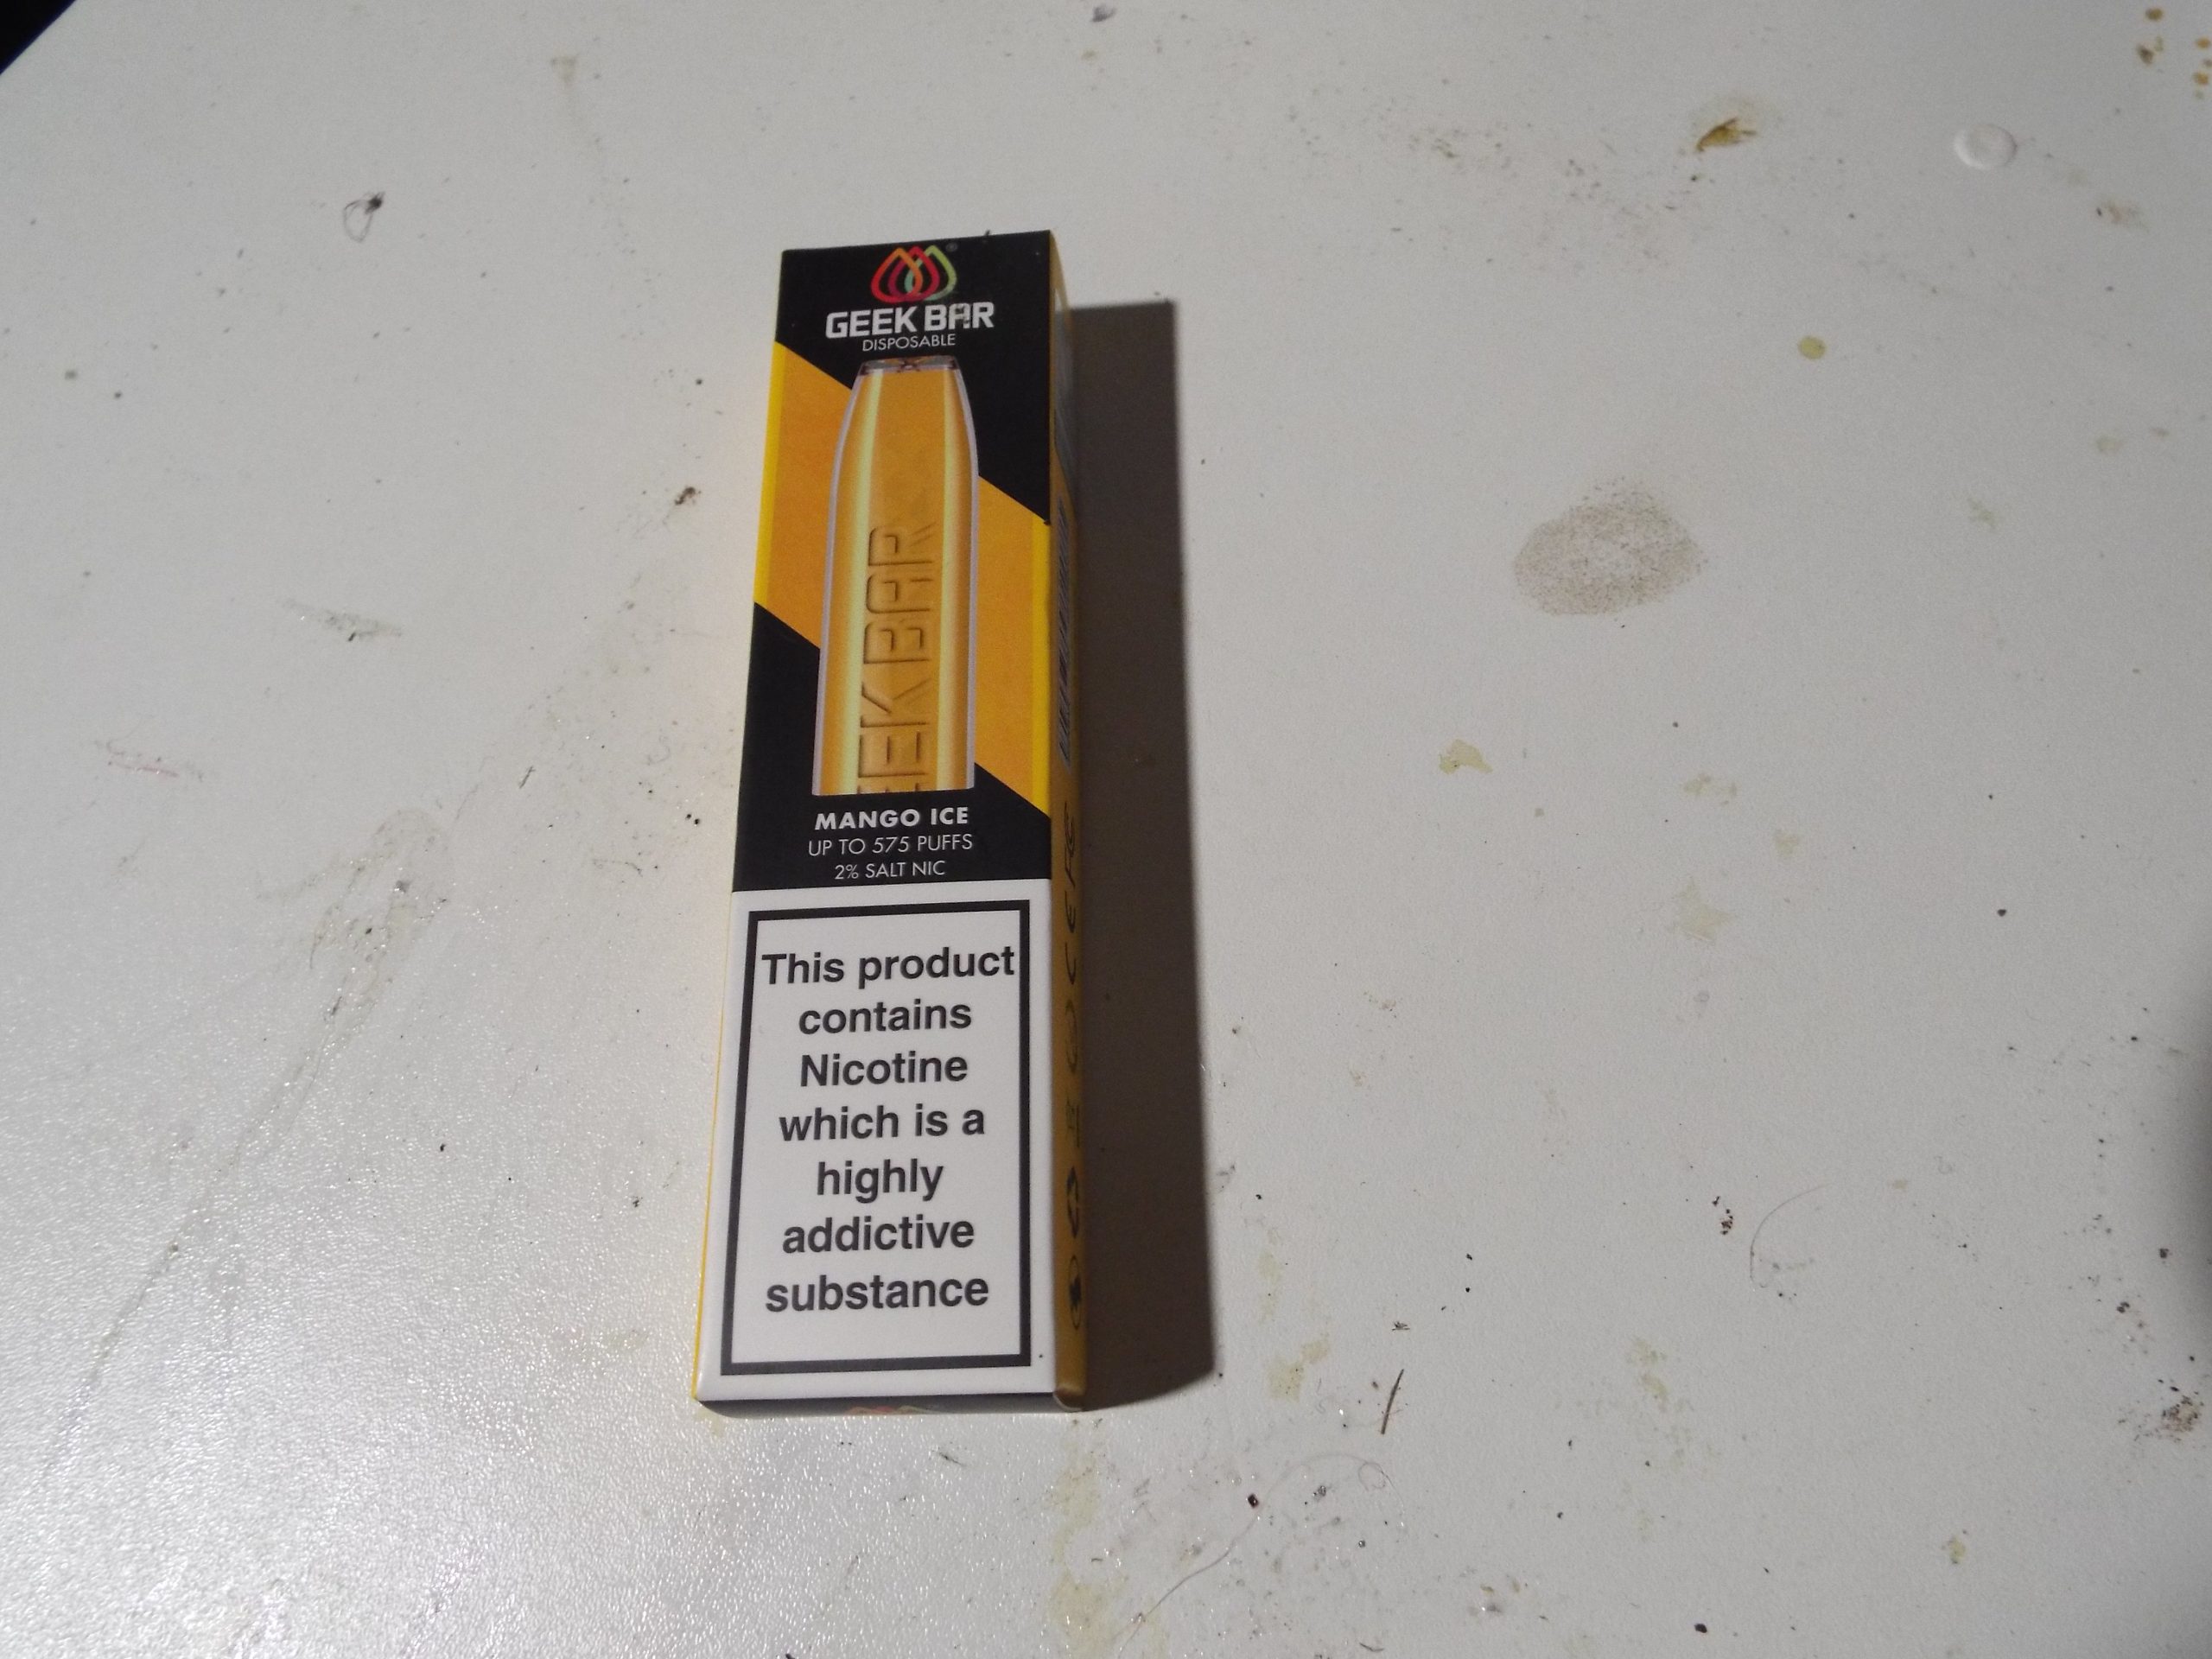 GEEK BAR
DISPOSABLE
EEK BAR
MANGO ICE
UP TO 575 PUFFS
2% SALT NIC
This product
contains
Nicotine
which is a
highly
addictive
substance